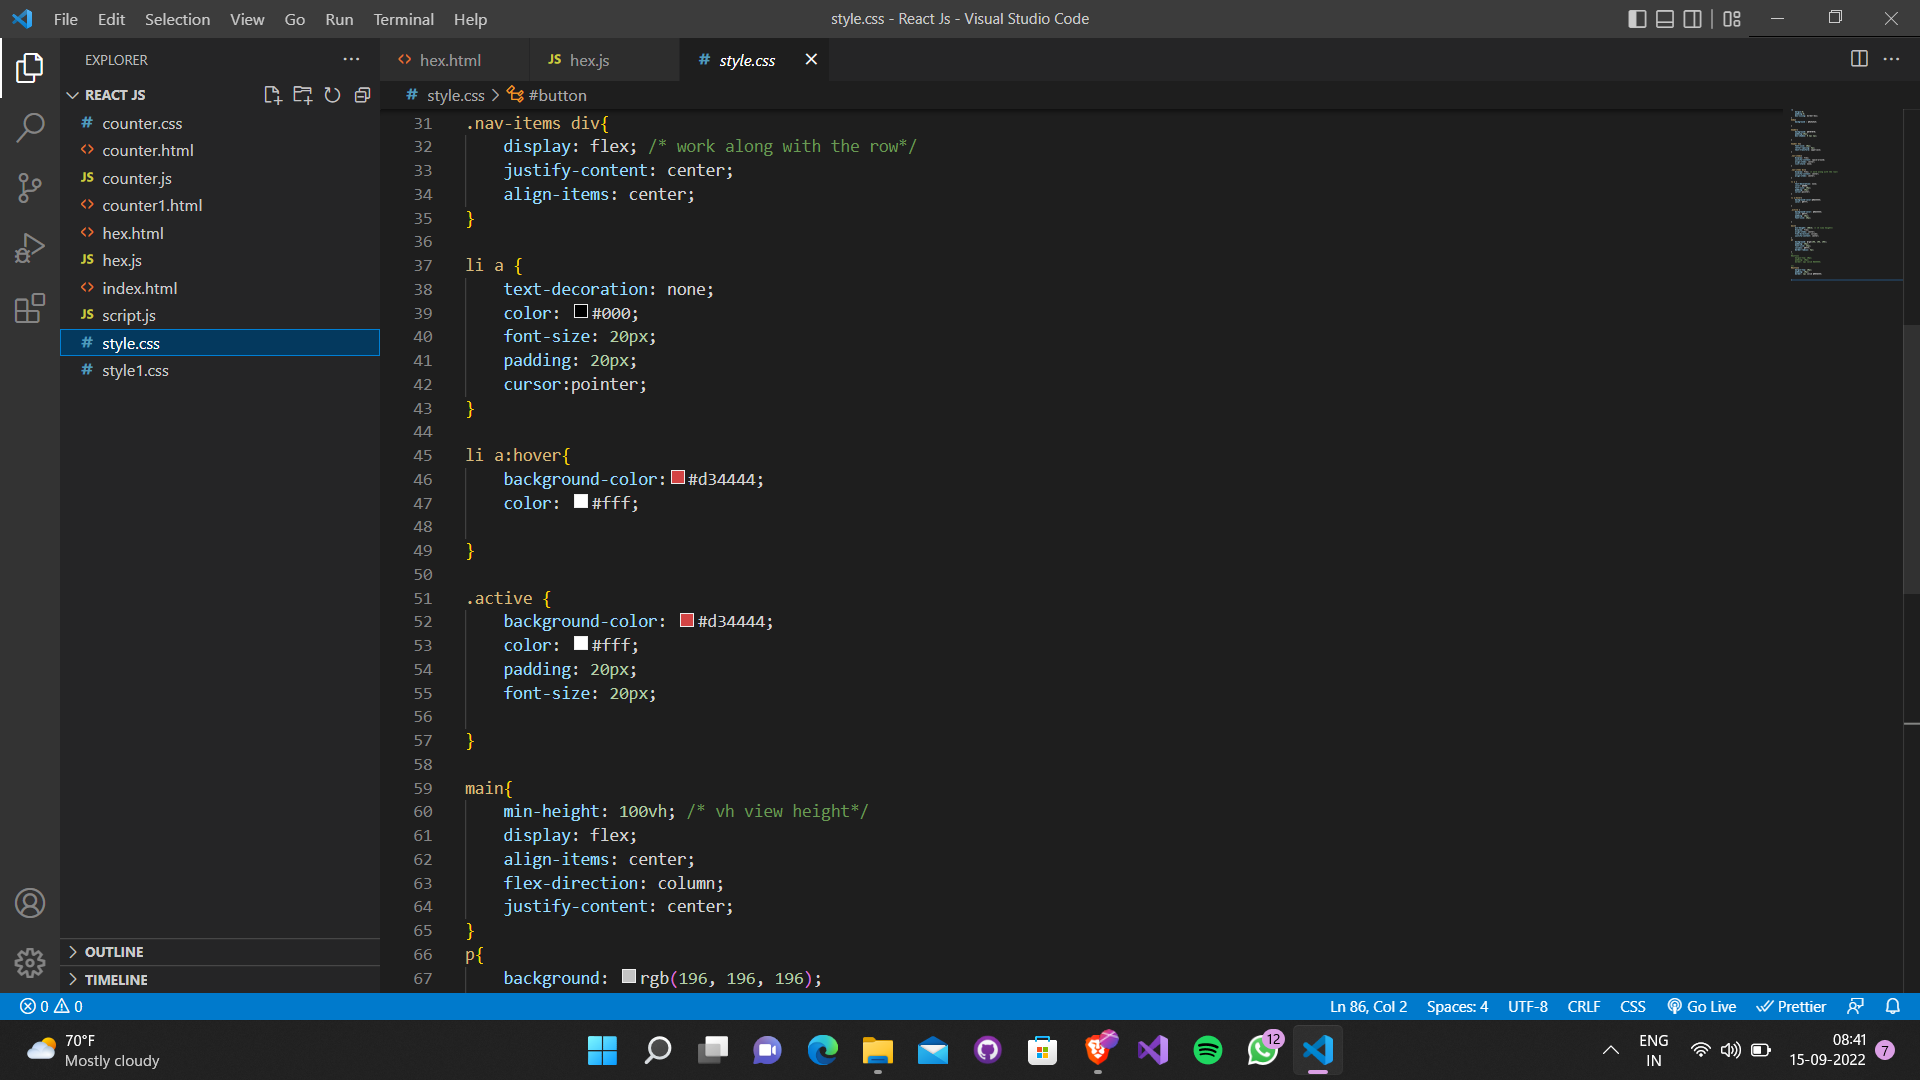 File Edit Selection View Go Run Terminal Help
style.css - React Js - Visual Studio Code
EXPLORER
REACT JS
# counter.css
<> counter.html
JS counter.js
<> counter1.html
<> hex.html
JS hex.js
<> index.html
JS script.js
# style.css
# style1.css
OUTLINE
TIMELINE
<> hex.html JS hex.js # style.css
# style.css > #button
31 .nav-items div{
32 display: flex; /* work along with the row*/
33 justify-content: center;
34 align-items: center;
35 }
36
37 li a {
38 text-decoration: none;
39 color: #000;
40 font-size: 20px;
41 padding: 20px;
42 cursor:pointer;
43 }
44
45 li a:hover{
46 background-color:#d34444;
47 color: #fff;
48
49 }
50
51 .active {
52 background-color: #d34444;
53 color: #fff;
54 padding: 20px;
55 font-size: 20px;
56
57 }
58
59 main{
60 min-height: 100vh; /* vh view height*/
61 display: flex;
62 align-items: center;
63 flex-direction: column;
64 justify-content: center;
65 }
66 p{
67 background: rgb(196, 196, 196);
0 0 Ln 86, Col 2 Spaces: 4 UTF-8 CRLF CSS Go Live Prettier
70°F
Mostly cloudy
12
ENG
IN
08:41
15-09-2022
7